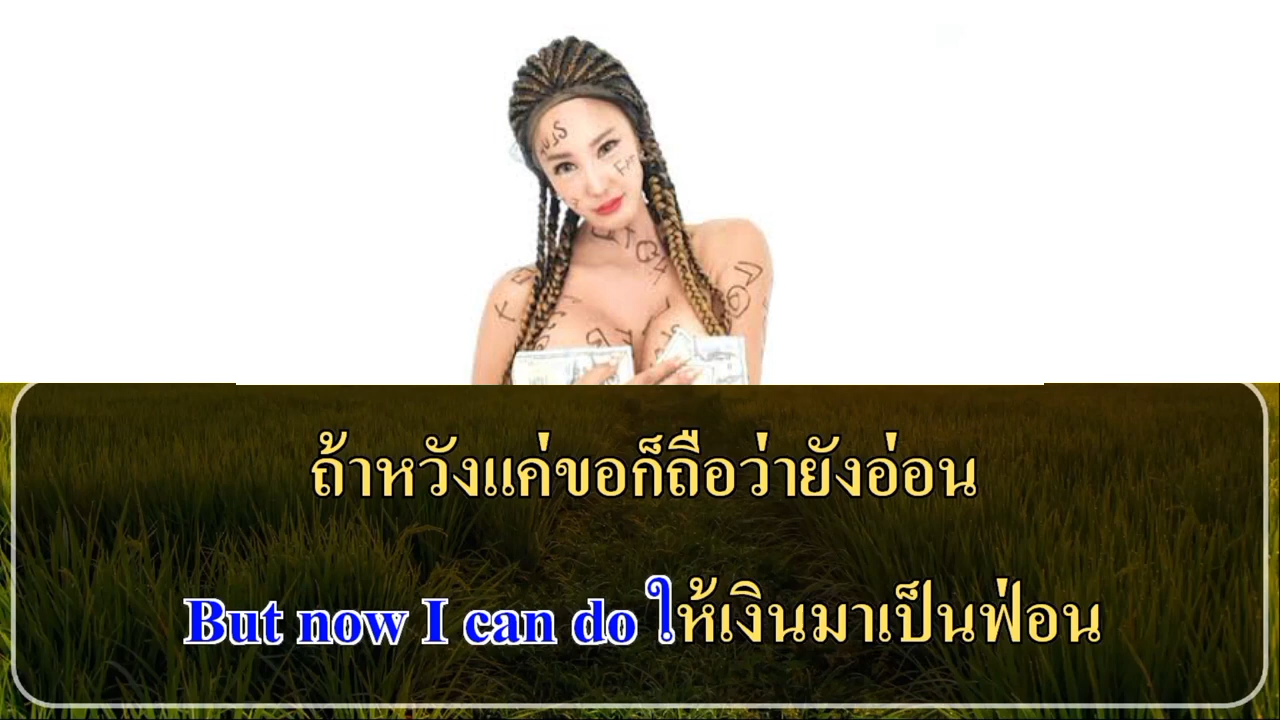 ถ้าหวังแค่ขอก็ถือว่ายังอ่อน
But now I can do ให้เงินมาเป็นฟ่อน